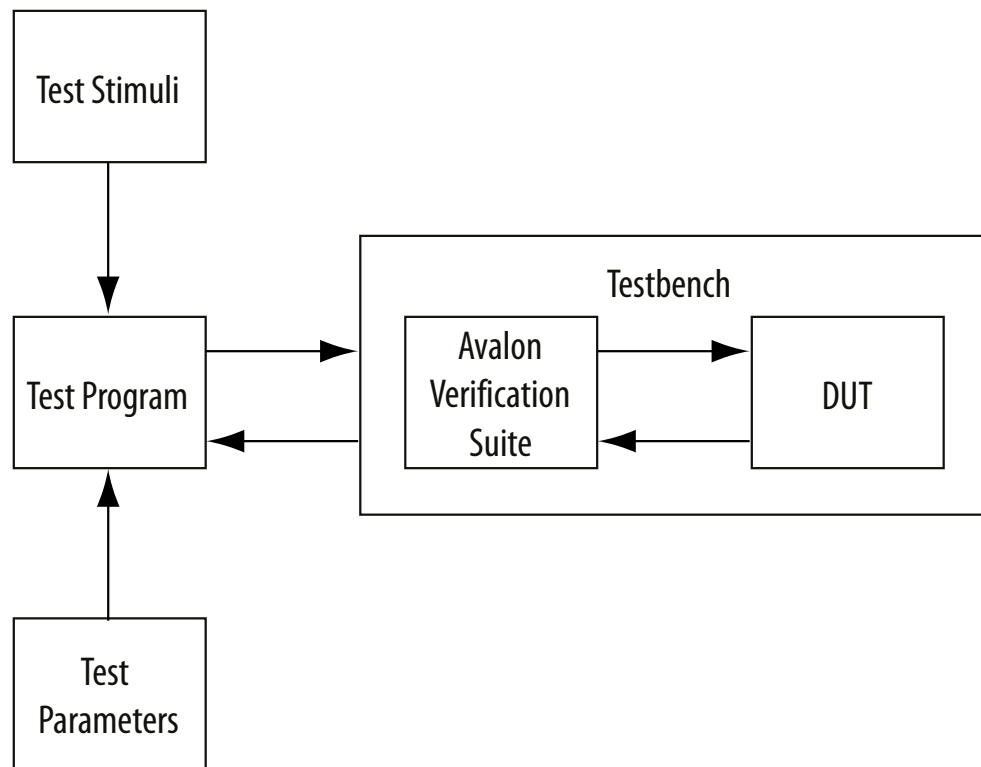 Test Stimuli
Testbench
Test Program
Avalon
Verification
Suite
DUT
Test
Parameters